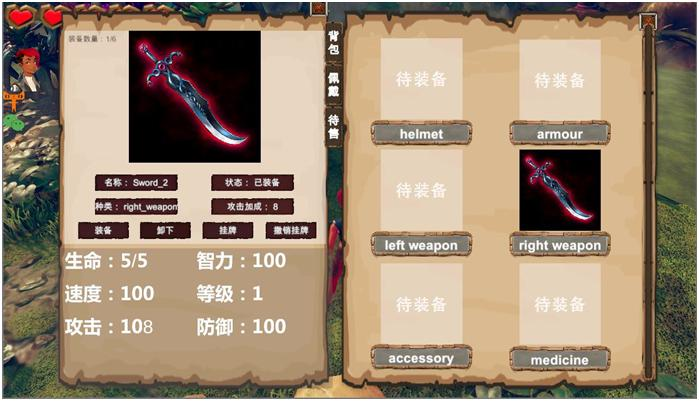 装备数量：1/6
名称：Sword_2
状态：已装备
种类：right_weapon
攻击加成：8
装备
卸下
挂牌
撤销挂牌
生命：5/5
智力：100
速度：100
等级：1
攻击：108
防御：100
背包
佩戴
待售
待装备
待装备
helmet
armour
待装备
left weapon
right weapon
待装备
待装备
accessory
medicine